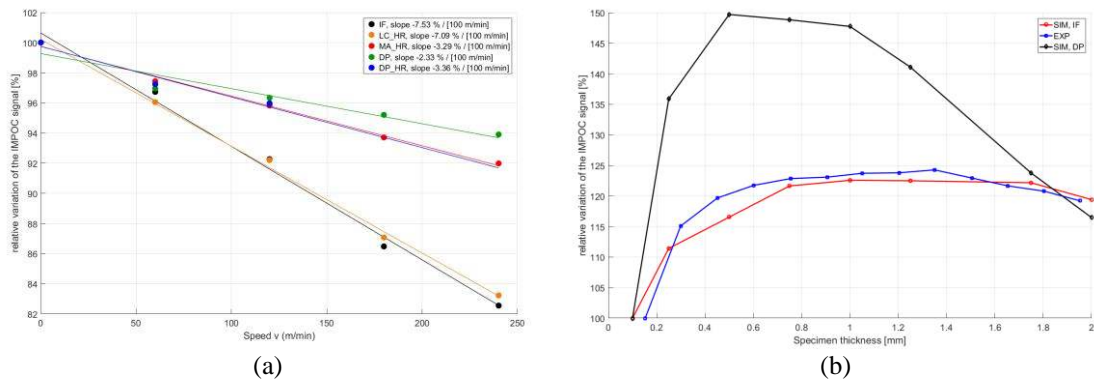 IF, slope -7.53 % / [100 m/min]
LC_HR, slope -7.09 % / [100 m/min]
MA_HR, slope -3.29 % / [100 m/min]
DP, slope -2.33 % / [100 m/min]
DP_HR, slope -3.36 % / [100 m/min]
relative variation of the IMPOC signal [%]
102
100
98
96
94
92
90
88
86
84
82
0 50 100 150 200 250
Speed v (m/min)
(a)
SIM, IF
EXP
SIM, DP
relative variation of the IMPOC signal [%]
150
145
140
135
130
125
120
115
110
105
100
0 0.2 0.4 0.6 0.8 1 1.2 1.4 1.6 1.8 2
Specimen thickness [mm]
(b)